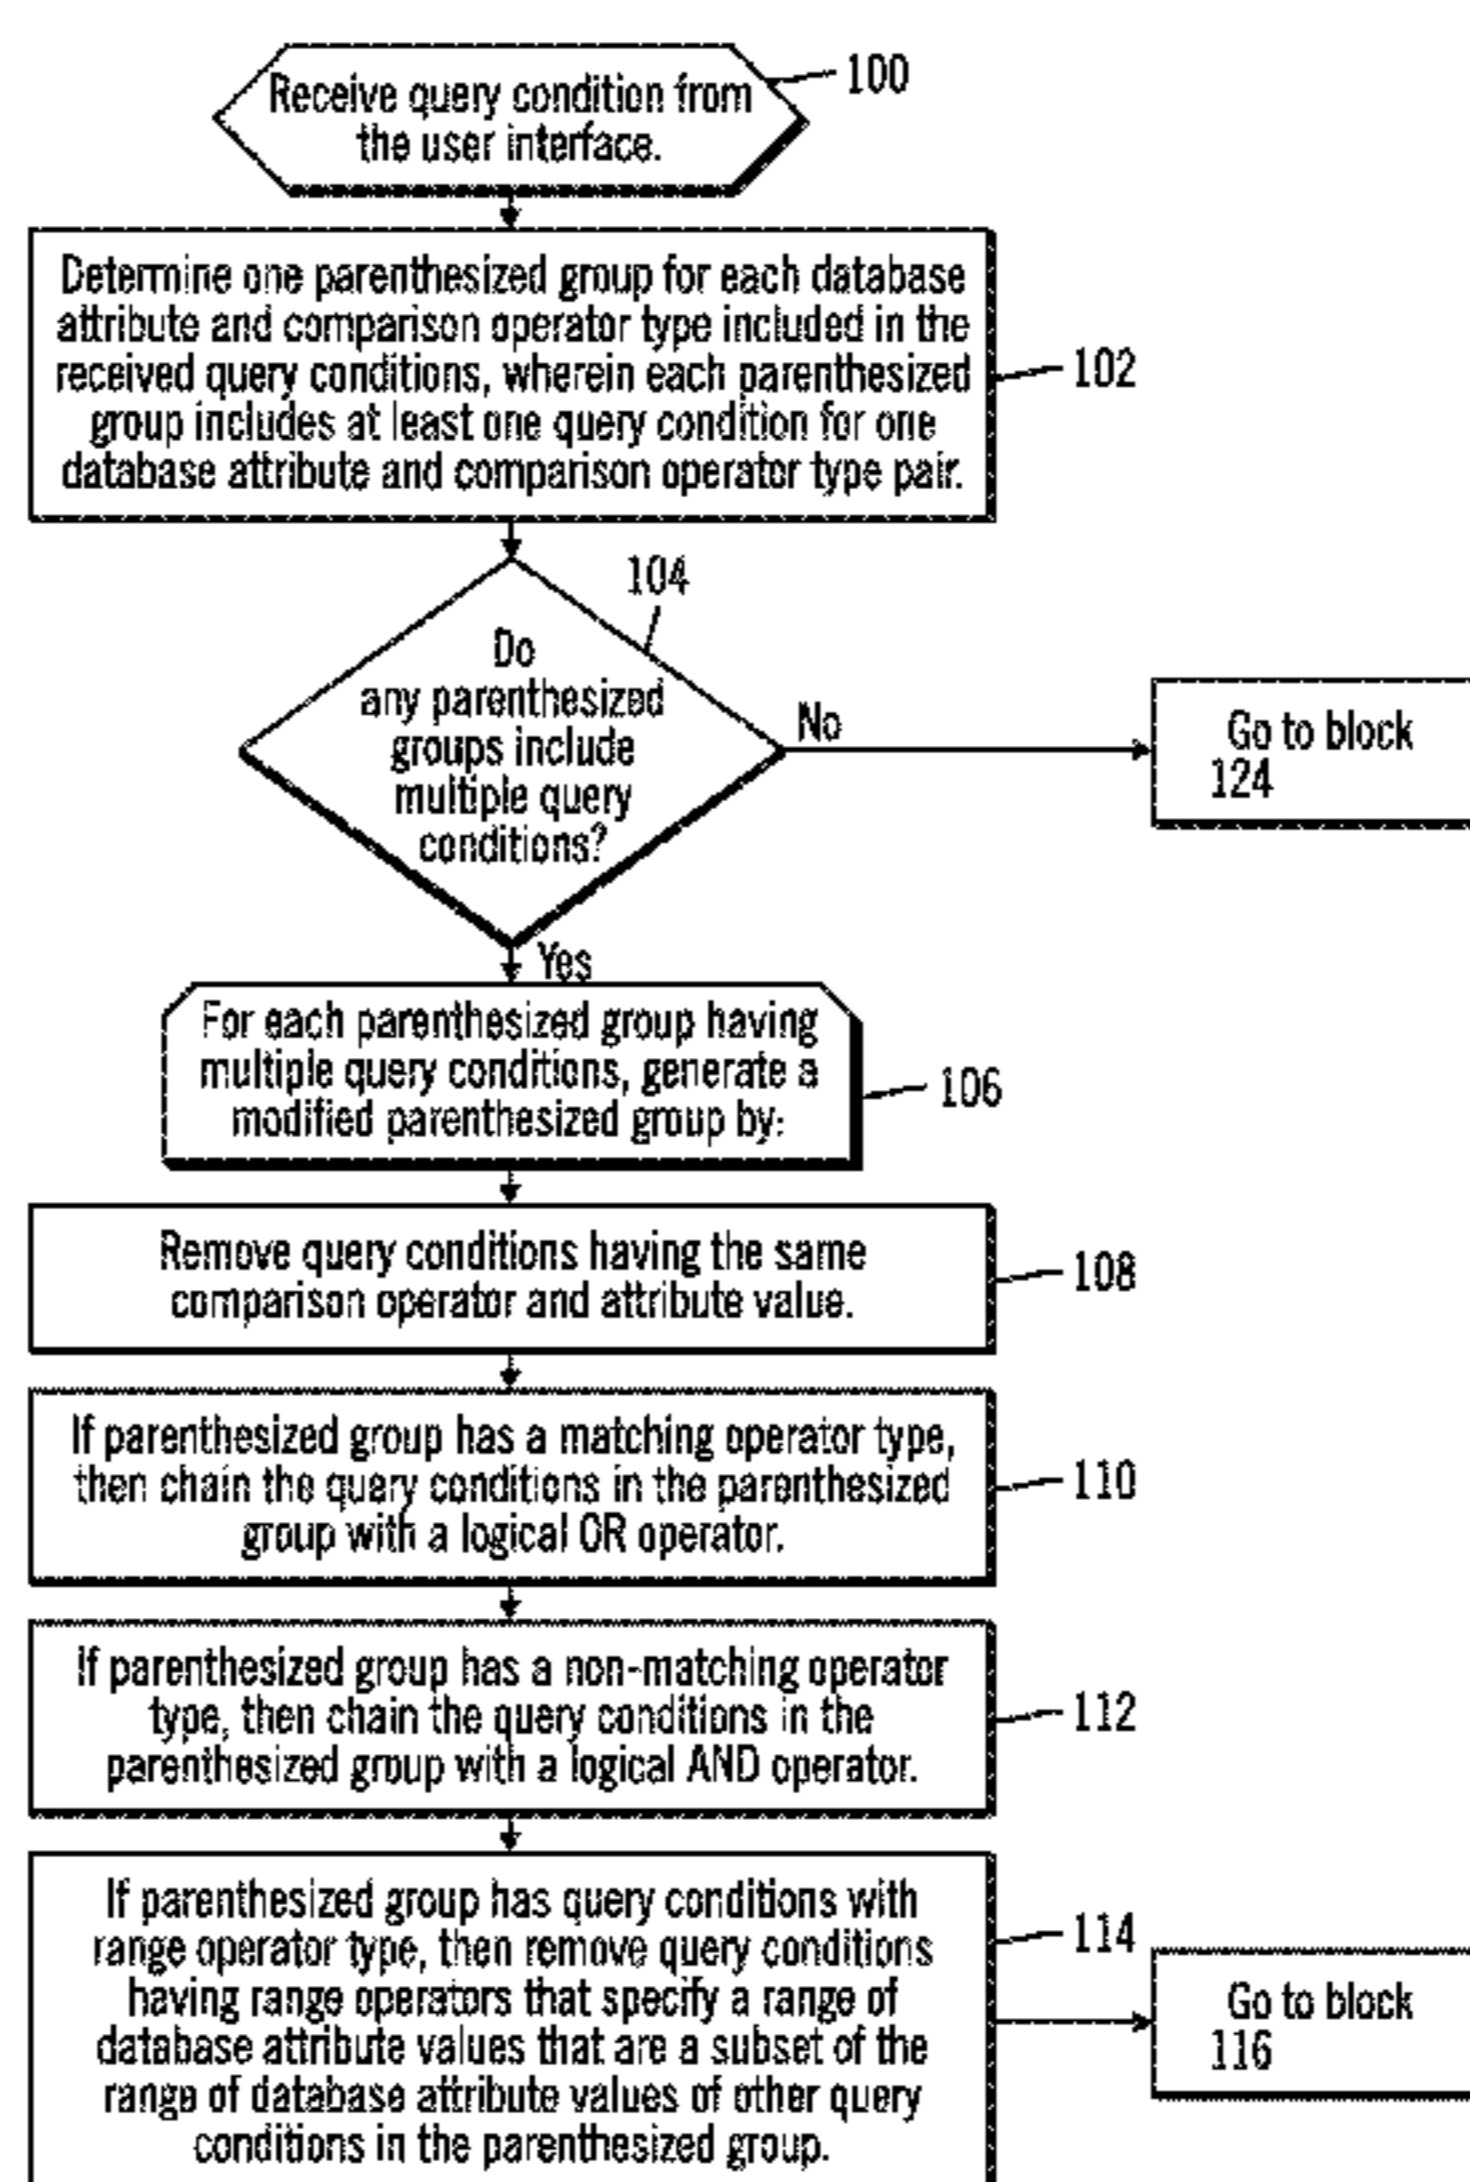 Receive query condition from
the user interface.
100
Determine one parenthesized group for each database
attribute and comparison operator type included in the
received query conditions, wherein each parenthesized
group includes at least one query condition for one
database attribute and comparison operator type pair.
102
104
Do
any parenthesized
groups include
multiple query
conditions?
No
Go to block
124
Yes
For each parenthesized group having
multiple query conditions, generate a
modified parenthesized group by:
106
Remove query conditions having the same
comparison operator and attribute value.
108
If parenthesized group has a matching operator type,
then chain the query conditions in the parenthesized
group with a logical OR operator.
110
If parenthesized group has a non-matching operator
type, then chain the query conditions in the
parenthesized group with a logical AND operator.
112
If parenthesized group has query conditions with
range operator type, then remove query conditions
having range operators that specify a range of
database attribute values that are a subset of the
range of database attribute values of other query
conditions in the parenthesized group.
114
Go to block
116